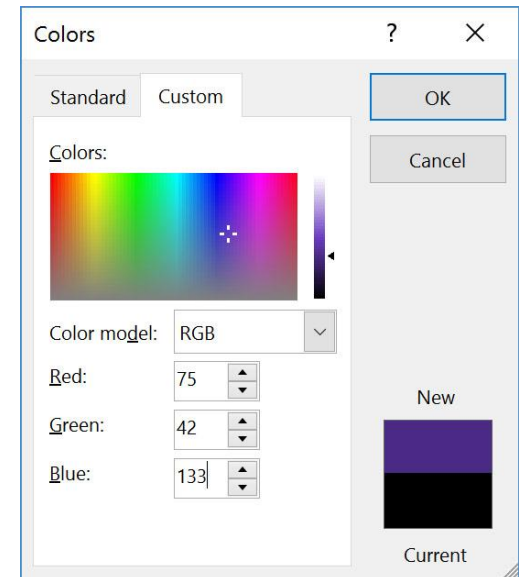 Colors ?
Standard Custom
OK
Colors:
Cancel
Color model: RGB
Red: 75
Green: 42
Blue: 133
New
Current